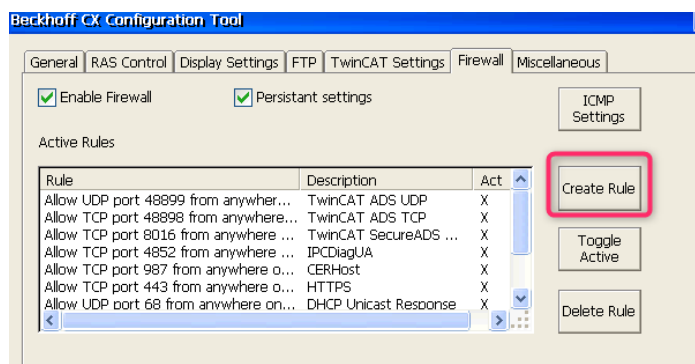 Beckhoff CX Configuration Tool
General RAS Control Display Settings FTP TwinCAT Settings Firewall Miscellaneous
Enable Firewall Persistant settings
ICMP
Settings
Active Rules
Rule Description Act
Allow UDP port 48899 from anywher... TwinCAT ADS UDP X
Allow TCP port 48898 from anywhere... TwinCAT ADS TCP X
Allow TCP port 8016 from anywhere ... TwinCAT SecureADS ... X
Allow TCP port 4852 from anywhere ... IPCDiagUA X
Allow TCP port 987 from anywhere o... CERHost X
Allow TCP port 443 from anywhere o... HTTPS X
Allow UDP port 68 from anywhere on... DHCP Unicast Response X
Create Rule
Toggle
Active
Delete Rule